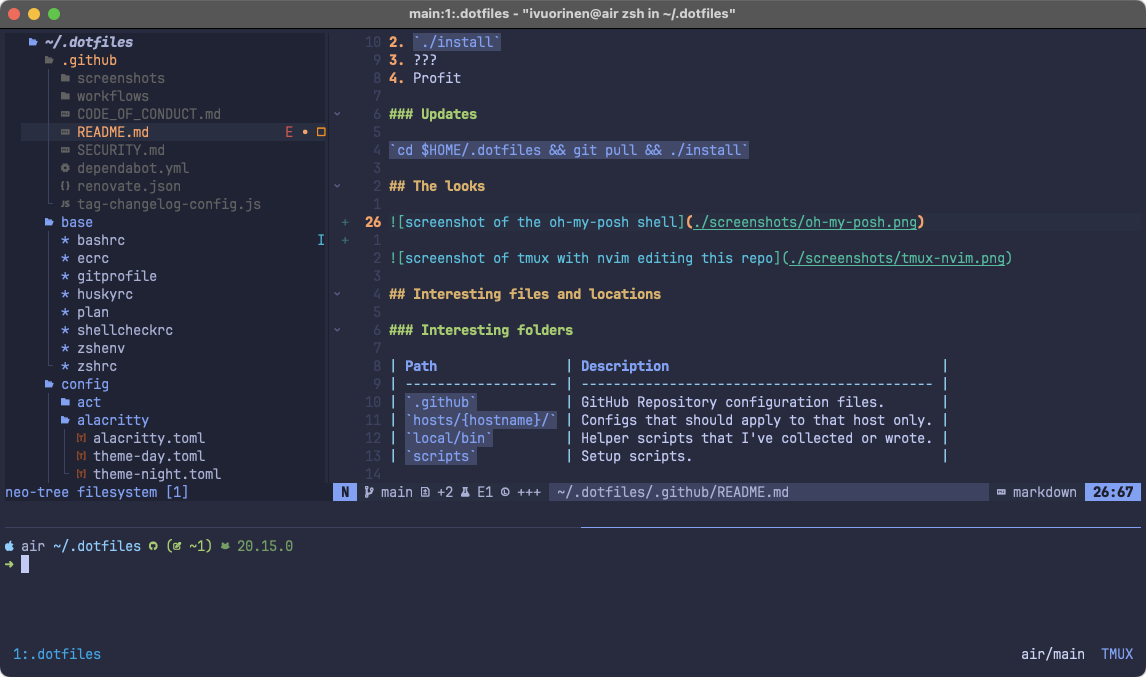 main:1:.dotfiles - "ivuorinen@air zsh in ~/.dotfiles"
~/.dotfiles
.github
screenshots
workflows
CODE_OF_CONDUCT.md
README.md E
SECURITY.md
dependabot.yml
renovate.json
tag-changelog-config.js
base
* bashrc I
* ecrc
* gitprofile
* huskyrc
* plan
* shellcheckrc
* zshenv
* zshrc
config
act
alacritty
alacritty.toml
theme-day.toml
theme-night.toml
neo-tree filesystem [1]
10 2. `./install`
9 3. ???
8 4. Profit
7
6 ### Updates
5
4 `cd $HOME/.dotfiles && git pull && ./install`
3
2 ## The looks
1
+ 26 ![screenshot of the oh-my-posh shell](./screenshots/oh-my-posh.png)
+ 1
2 ![screenshot of tmux with nvim editing this repo](./screenshots/tmux-nvim.png)
3
4 ## Interesting files and locations
5
6 ### Interesting folders
7
8 | Path | Description |
9 | ------------------- | -------------------------------------------- |
10 | `.github` | GitHub Repository configuration files. |
11 | `hosts/{hostname}/` | Configs that should apply to that host only. |
12 | `local/bin` | Helper scripts that I've collected or wrote. |
13 | `scripts` | Setup scripts. |
14
N main +2 E1 +++ ~/.dotfiles/.github/README.md markdown 26:67
air ~/.dotfiles ( ~1) 20.15.0
➜
1:.dotfiles air/main TMUX